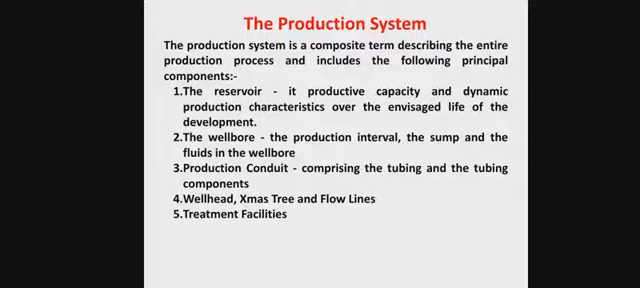 The Production System
The production system is a composite term describing the entire
production process and includes the following principal
components:-
1.The reservoir - it productive capacity and dynamic
production characteristics over the envisaged life of the
development.
2.The wellbore - the production interval, the sump and the
fluids in the wellbore
3.Production Conduit - comprising the tubing and the tubing
components
4.Wellhead, Xmas Tree and Flow Lines
5.Treatment Facilities